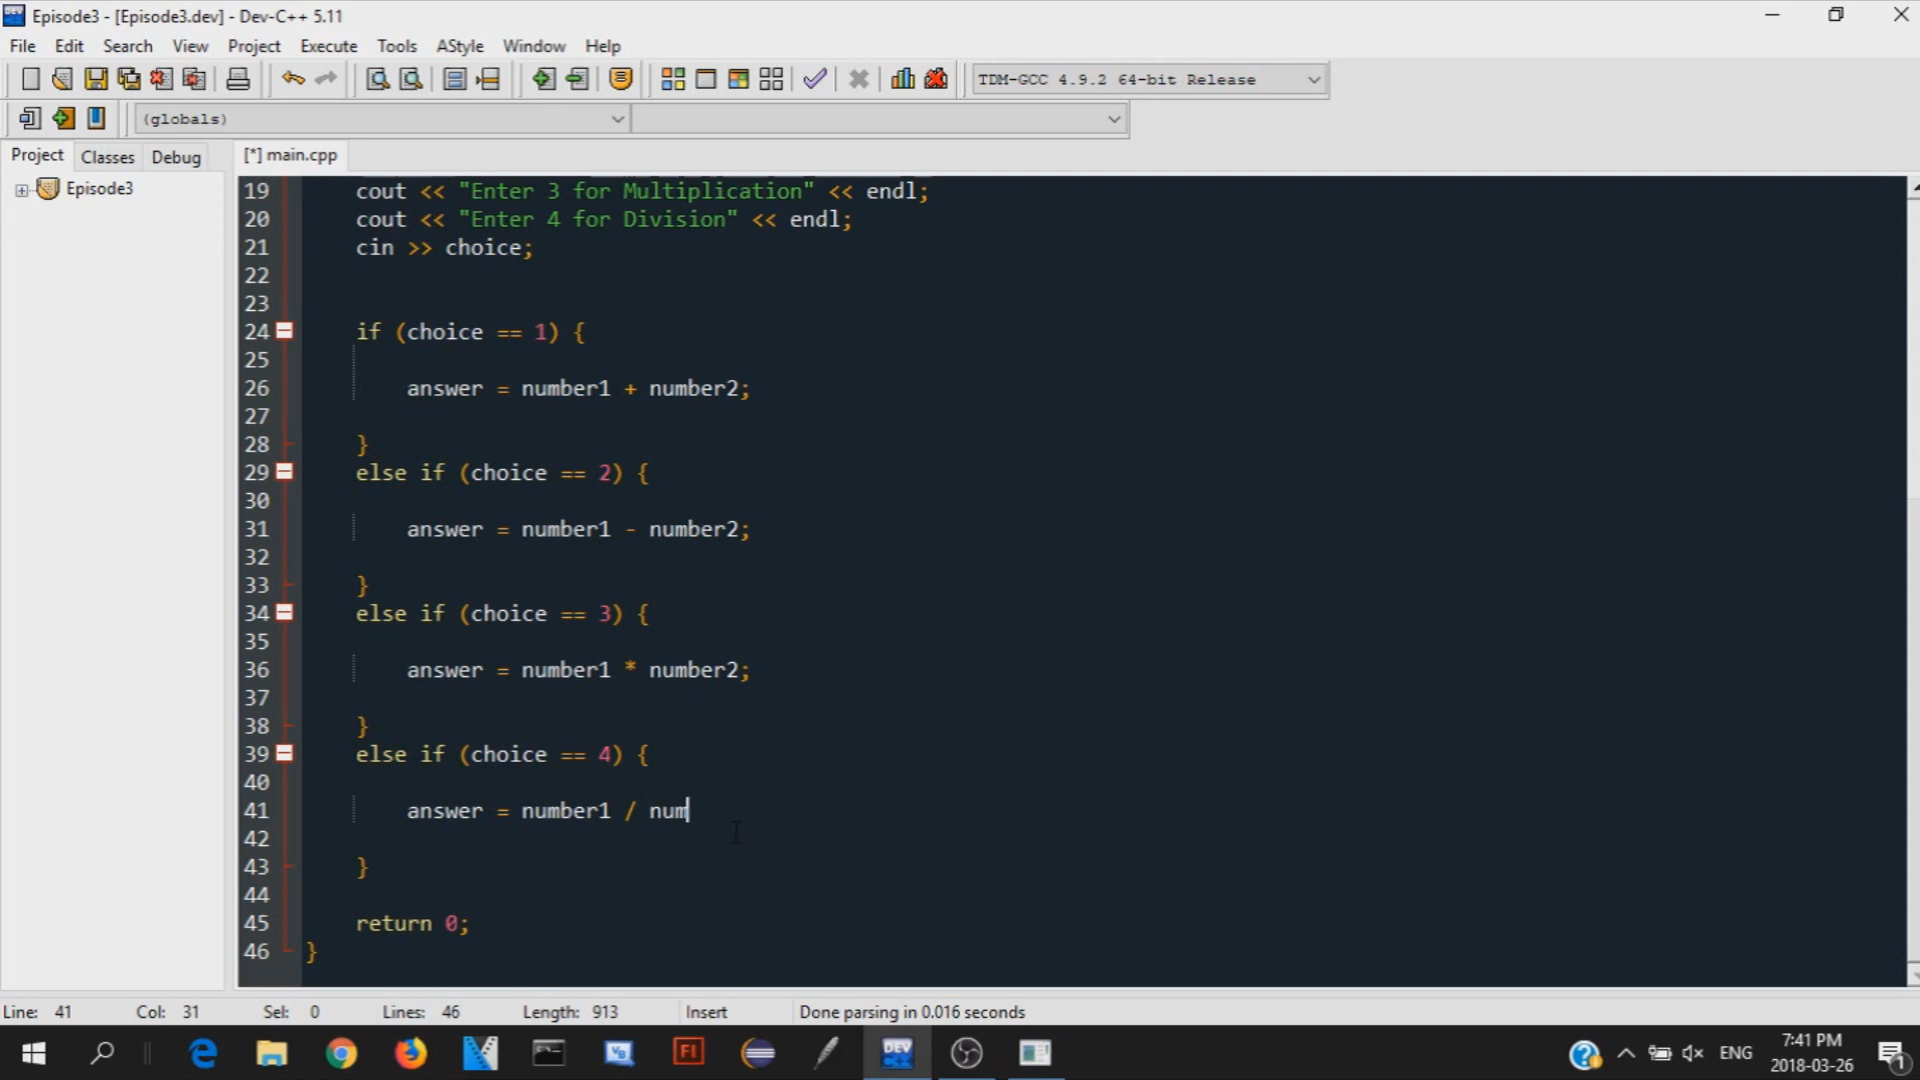 Episode3 - [Episode3.dev] - Dev-C++ 5.11
File Edit Search View Project Execute Tools AStyle Window Help
TDM-GCC 4.9.2 64-bit Release
(globals)
Project Classes Debug [*] main.cpp
Episode3
19 cout << "Enter 3 for Multiplication" << endl;
20 cout << "Enter 4 for Division" << endl;
21 cin >> choice;
22
23
24 if (choice == 1) {
25
26 answer = number1 + number2;
27
28 }
29 else if (choice == 2) {
30
31 answer = number1 - number2;
32
33 }
34 else if (choice == 3) {
35
36 answer = number1 * number2;
37
38 }
39 else if (choice == 4) {
40
41 answer = number1 / num
42
43 }
44
45 return 0;
46 }
Line: 41 Col: 31 Sel: 0 Lines: 46 Length: 913 Insert Done parsing in 0.016 seconds
DEV ENG 7:41 PM
2018-03-26